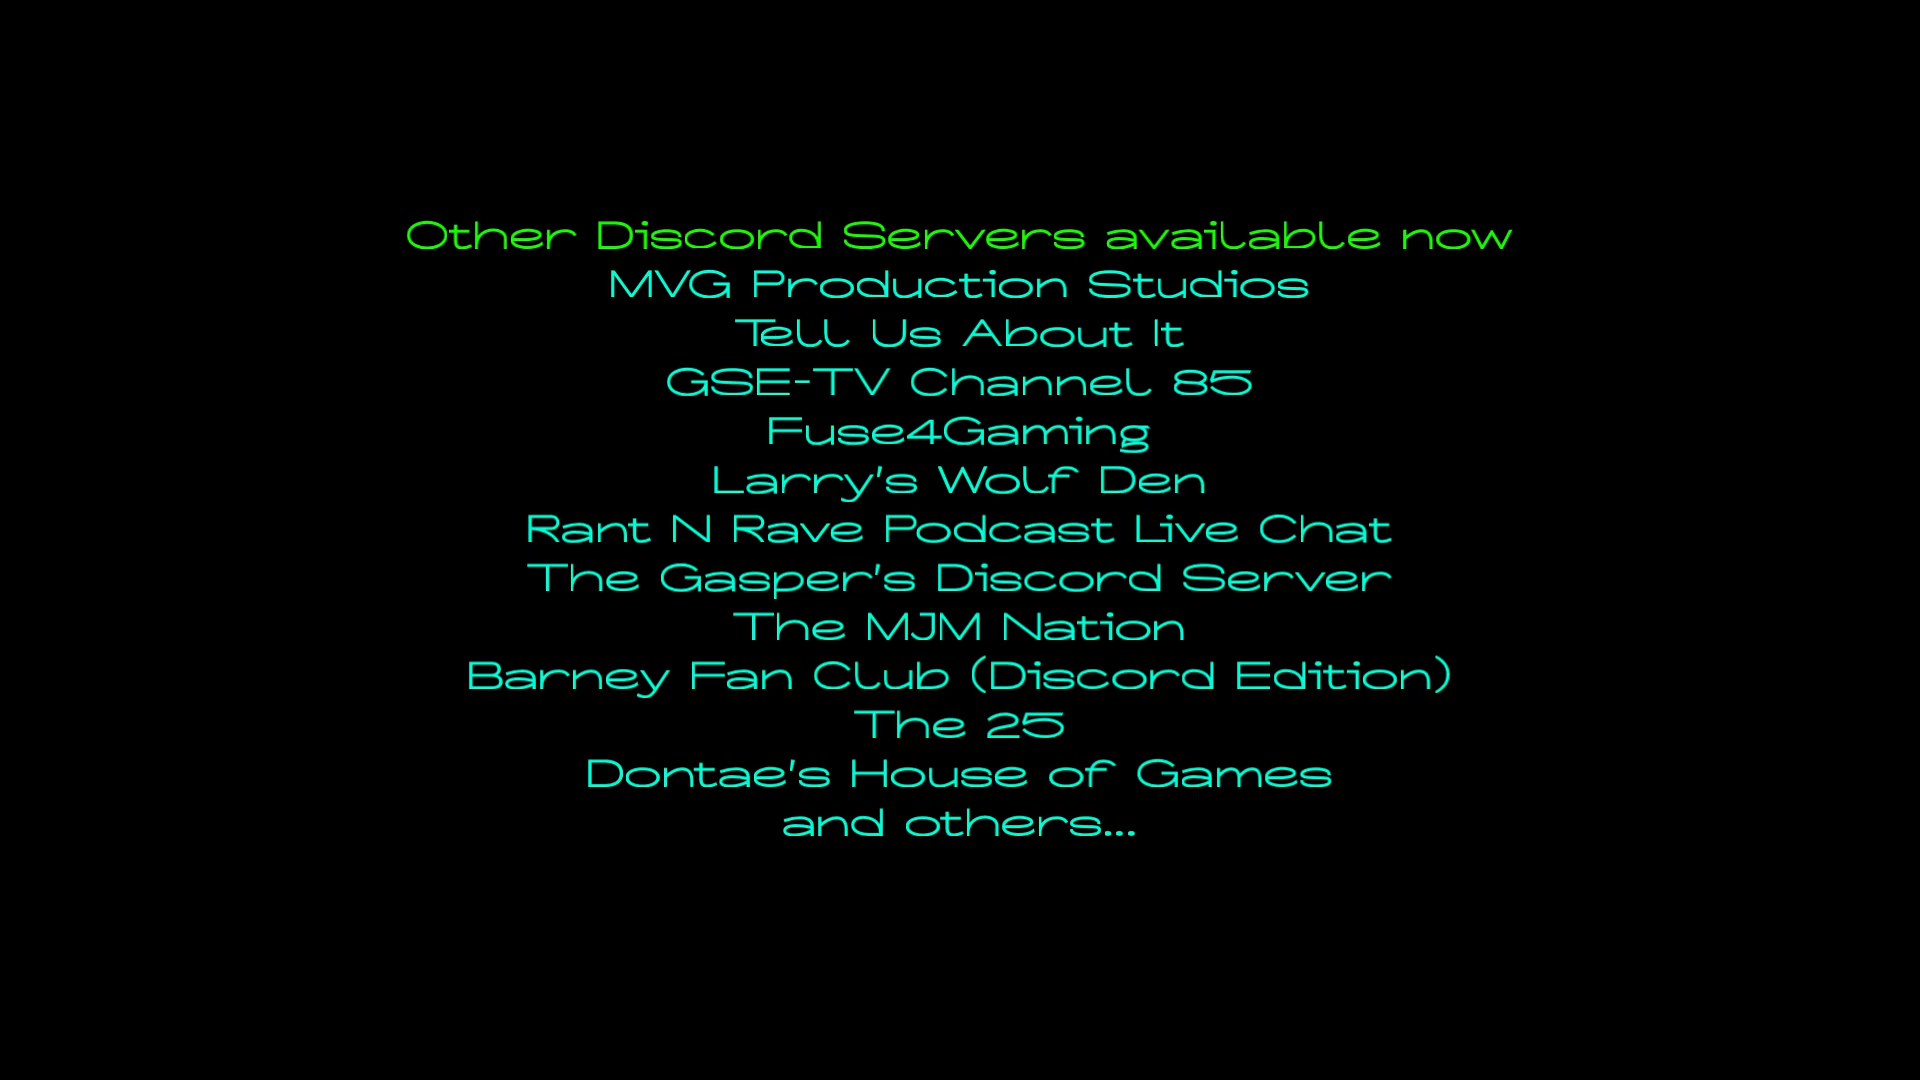 Other Discord Servers available now
MVG Production Studios
Tell Us About It
GSE-TV Channel 85
Fuse4Gaming
Larry's Wolf Den
Rant N Rave Podcast Live Chat
The Gasper's Discord Server
The MJM Nation
Barney Fan Club (Discord Edition)
The 25
Dontae's House of Games
and others...